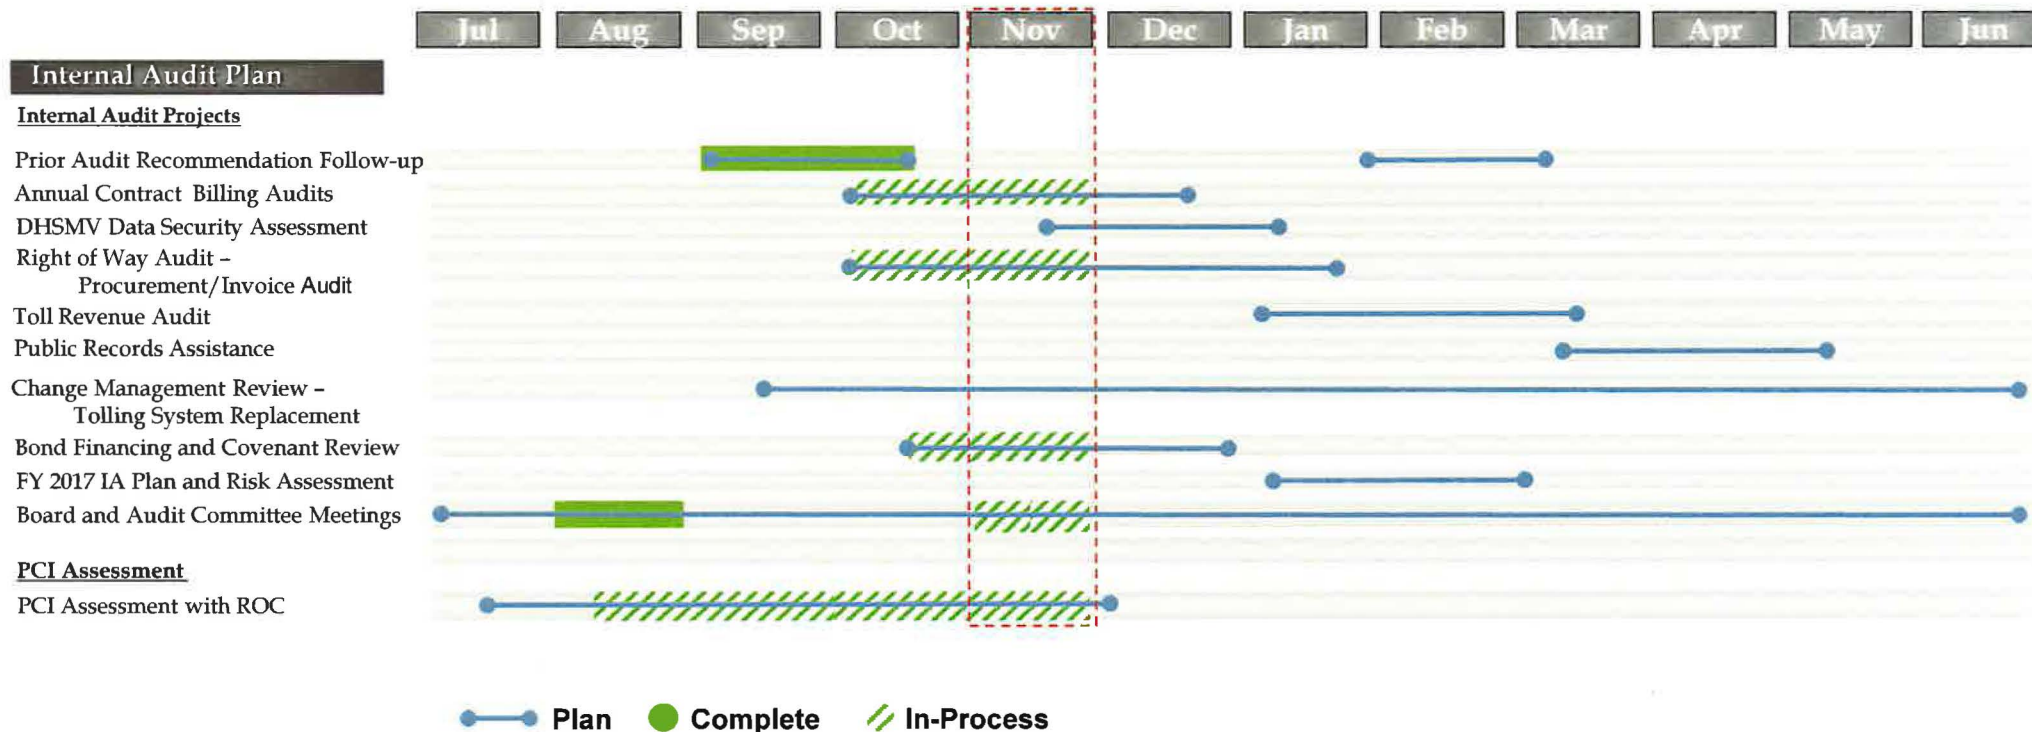 Jul Aug Sep Oct Nov Dec Jan Feb Mar Apr May Jun
Internal Audit Plan
Internal Audit Projects
Prior Audit Recommendation Follow-up
Annual Contract Billing Audits
DHSMV Data Security Assessment
Right of Way Audit –
Procurement/Invoice Audit
Toll Revenue Audit
Public Records Assistance
Change Management Review –
Tolling System Replacement
Bond Financing and Covenant Review
FY 2017 IA Plan and Risk Assessment
Board and Audit Committee Meetings
PCI Assessment
PCI Assessment with ROC
Plan Complete In-Process